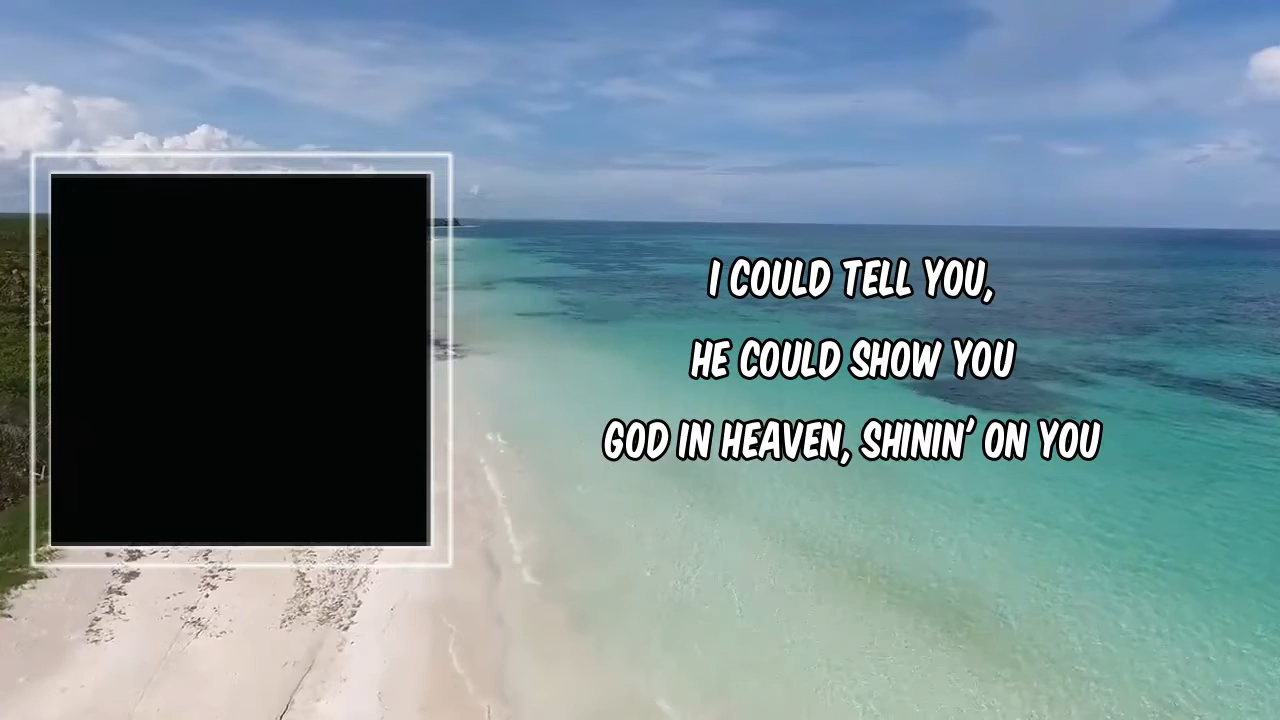 I COULD TELL YOU,
HE COULD SHOW YOU
GOD IN HEAVEN, SHININ' ON YOU